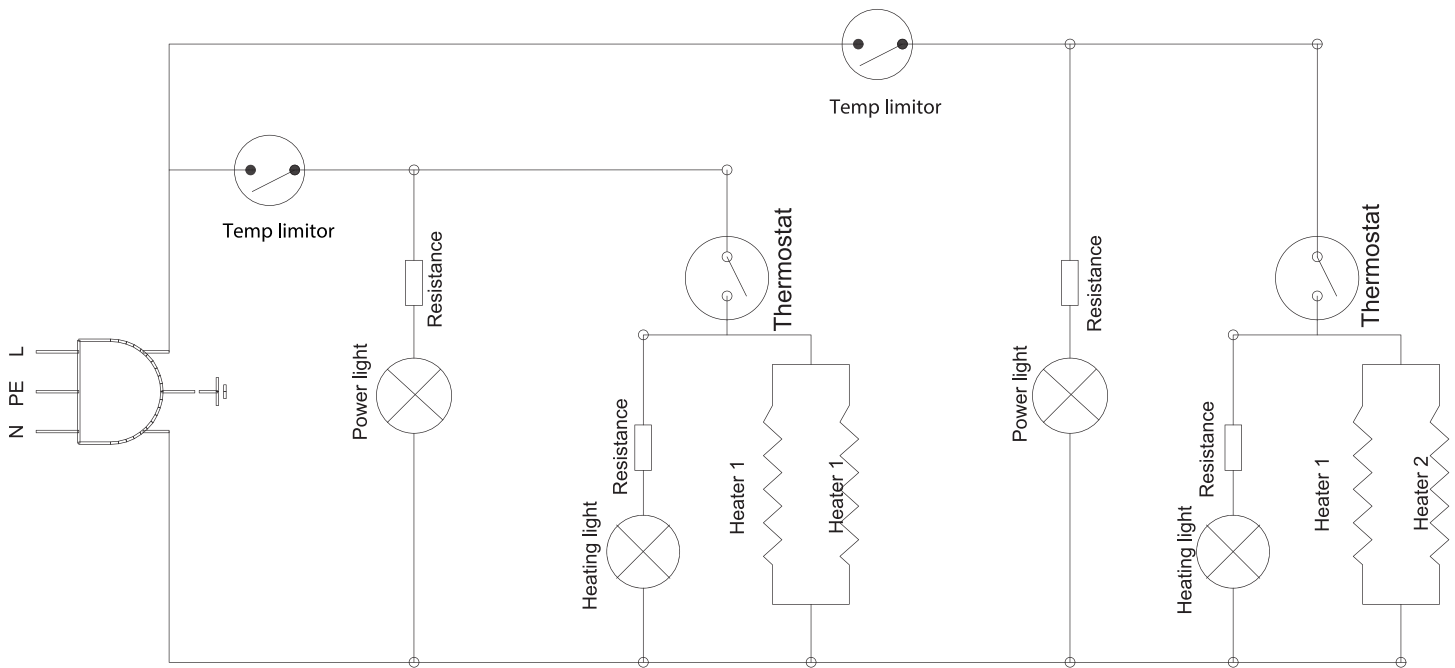 Temp limitor
Temp limitor
L
PE
N
Resistance
Power light
Thermostat
Resistance
Heating light
Heater 1
Heater 1
Resistance
Power light
Thermostat
Resistance
Heating light
Heater 1
Heater 2